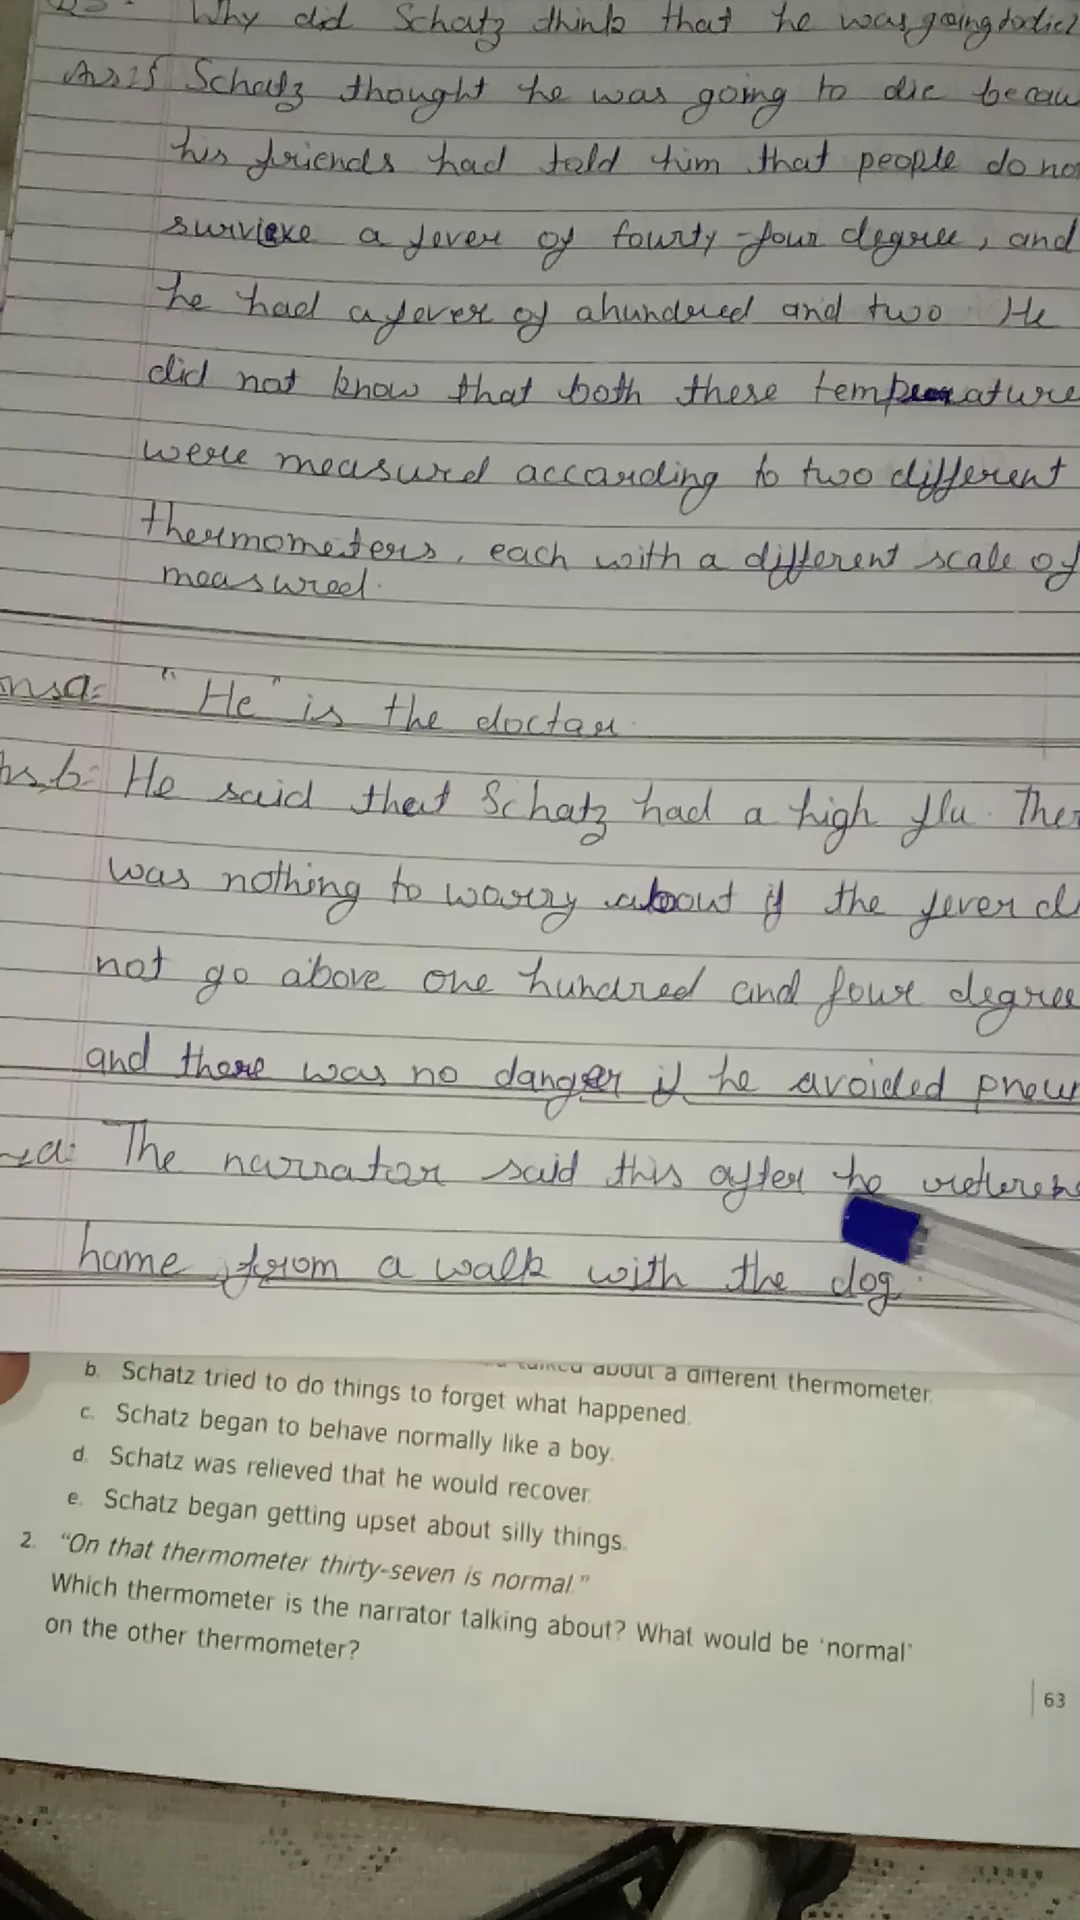 Why did Schatz think that he was going to die?
Ans Schatz thought he was going to die becau
his friends had told him that people do no
survive a fever of fourty-four degree, and
he had a fever of a hundred and two. He
did not know that both these temperature
were measured according to two different
thermometers, each with a different scale of
measured.
ns a= "He" is the doctor.
ns b= He said that Schatz had a high flu. Ther
was nothing to worry about if the fever d
not go above one hundred and four degree
and there was no danger if he avoided pneu
a: The narrator said this after he
home from a walk with the dog.
about a different thermometer.
b. Schatz tried to do things to forget what happened.
c. Schatz began to behave normally like a boy.
d. Schatz was relieved that he would recover.
e. Schatz began getting upset about silly things.
2. "On that thermometer thirty-seven is normal."
Which thermometer is the narrator talking about? What would be 'normal'
on the other thermometer?
63